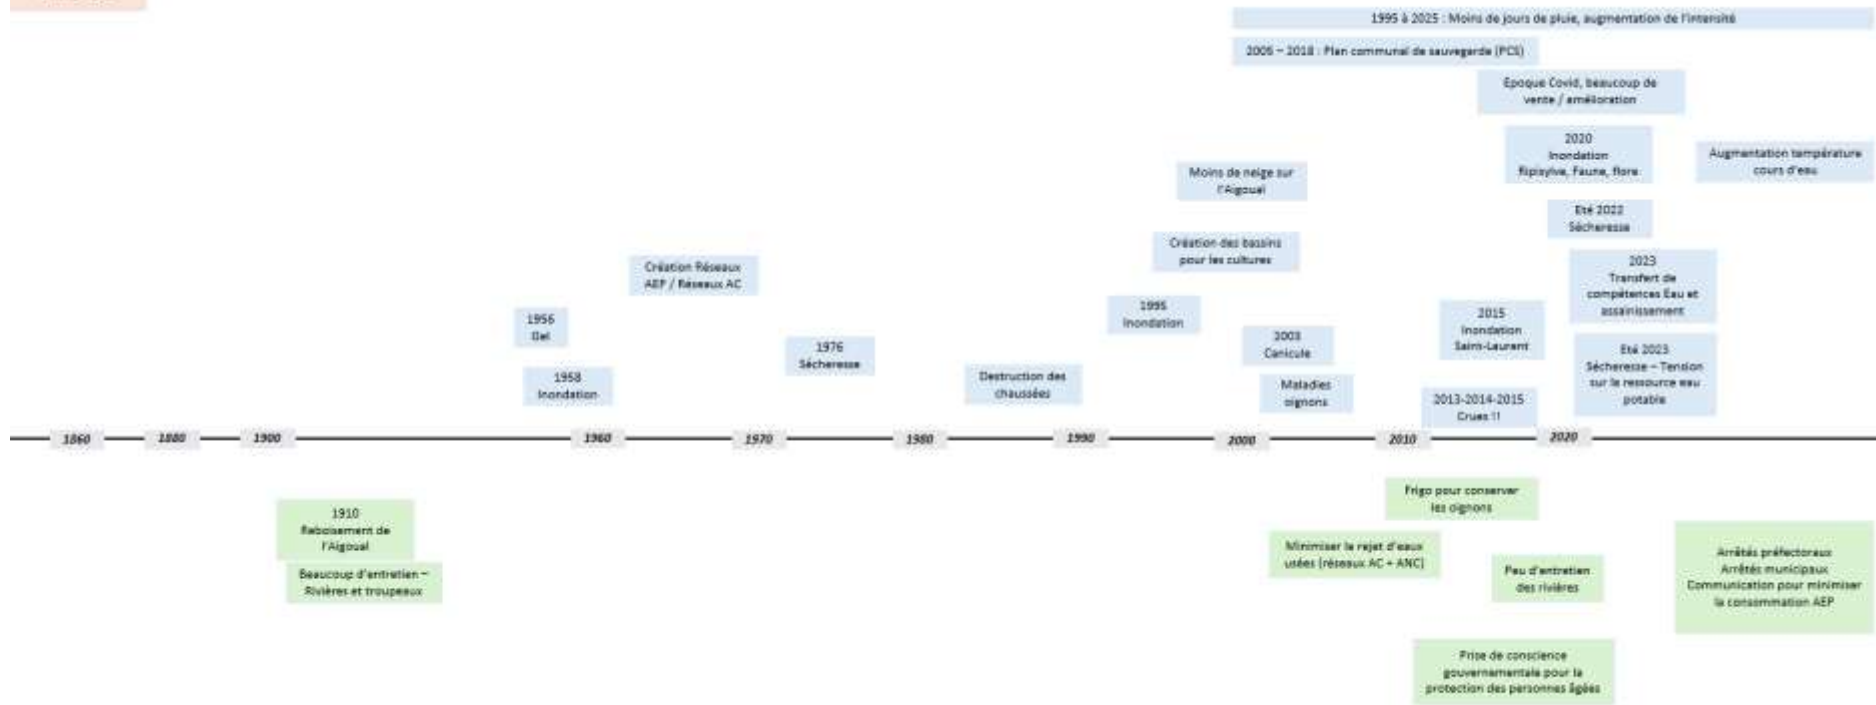 1995 à 2025 : Moins de jours de pluie, augmentation de l'intensité
2005 – 2018 : Plan communal de sauvegarde (PCS)
Epoque Covid, beaucoup de
vente / amélioration
2020
Inondation
Ripisylve, Faune, flore
Augmentation température
cours d'eau
Moins de neige sur
l'Aigoual
Eté 2022
Sécheresse
Création des bassins
pour les cultures
Création Réseaux
AEP / Réseaux AC
2023
Transfert de
compétences Eau et
assainissement
1995
Inondation
1956
Gel
2015
Inondation
Saint-Laurent
2003
Canicule
1976
Sécheresse
Eté 2023
Sécheresse – Tension
sur la ressource eau
potable
1958
Inondation
Destruction des
chaussées
Maladies
oignons
2013-2014-2015
Crues !!
1860 1880 1900 1960 1970 1980 1990 2000 2010 2020
1910
Reboisement de
l'Aigoual
Beaucoup d'entretien –
Rivières et troupeaux
Frigo pour conserver
les oignons
Minimiser le rejet d'eaux
usées (réseaux AC + ANC)
Peu d'entretien
des rivières
Arrêtés préfectoraux
Arrêtés municipaux
Communication pour minimiser
la consommation AEP
Prise de conscience
gouvernementale pour la
protection des personnes âgées